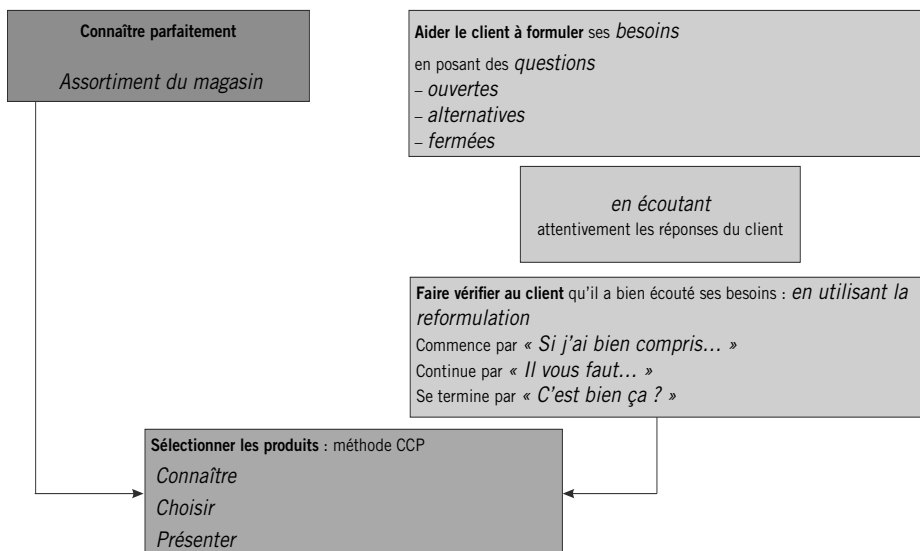 Connaître parfaitement
Assortiment du magasin
Aider le client à formuler ses besoins
en posant des questions
– ouvertes
– alternatives
– fermées
en écoutant
attentivement les réponses du client
Faire vérifier au client qu'il a bien écouté ses besoins : en utilisant la
reformulation
Commence par « Si j'ai bien compris… »
Continue par « Il vous faut… »
Se termine par « C'est bien ça ? »
Sélectionner les produits : méthode CCP
Connaître
Choisir
Présenter